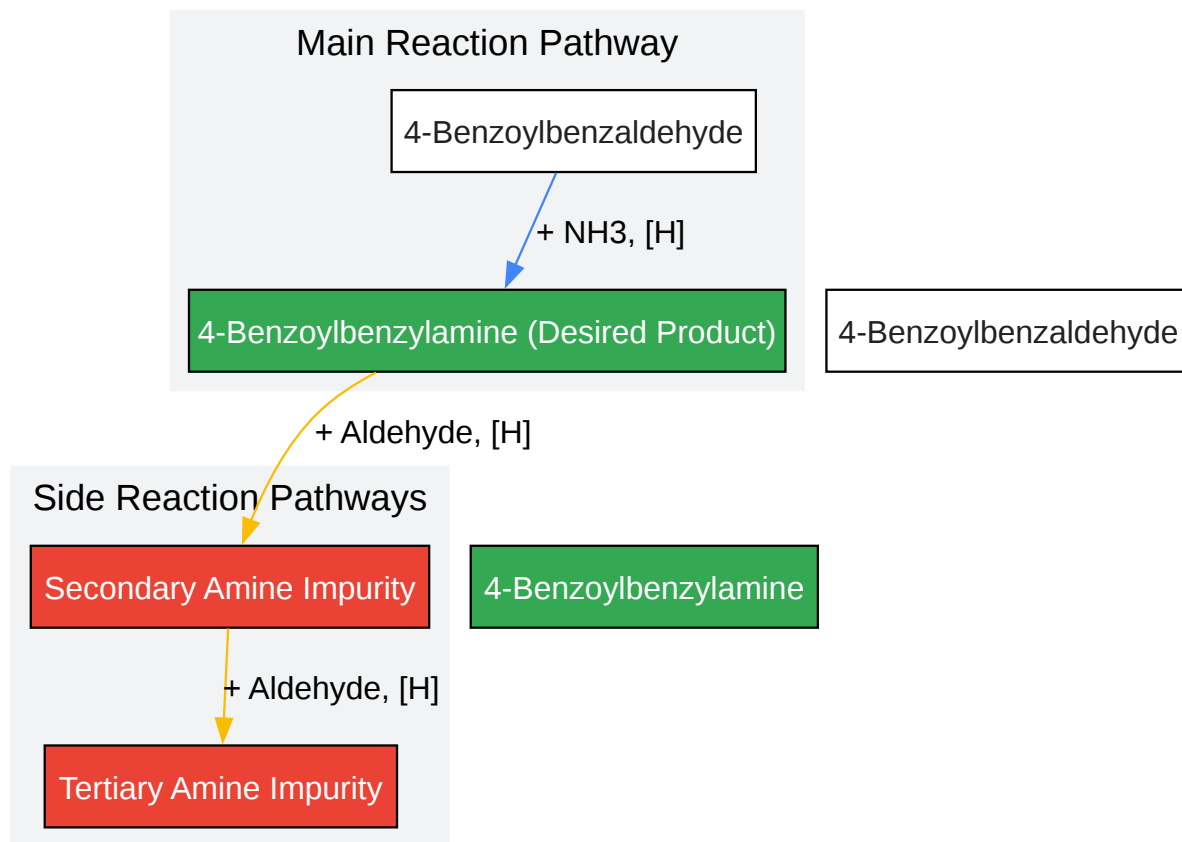 Main Reaction Pathway
4-Benzoylbenzaldehyde
+ NH3, [H]
4-Benzoylbenzylamine (Desired Product)
4-Benzoylbenzaldehyde
+ Aldehyde, [H]
Side Reaction Pathways
Secondary Amine Impurity
4-Benzoylbenzylamine
+ Aldehyde, [H]
Tertiary Amine Impurity